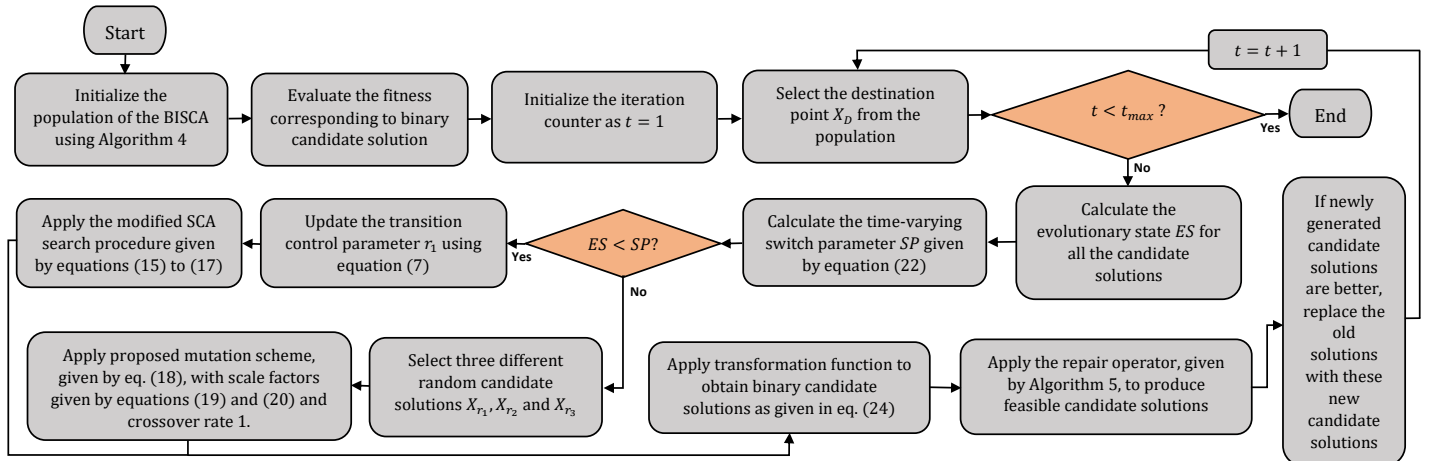 Start
Initialize the
population of the BISCA
using Algorithm 4
Evaluate the fitness
corresponding to binary
candidate solution
Initialize the iteration
counter as t = 1
Select the destination
point X_D from the
population
t = t + 1
t < t_max ?
Yes
End
No
Calculate the
evolutionary state ES for
all the candidate
solutions
Calculate the time-varying
switch parameter SP given
by equation (22)
ES < SP?
Yes
No
Update the transition
control parameter r_1 using
equation (7)
Apply the modified SCA
search procedure given
by equations (15) to (17)
Select three different
random candidate
solutions X_{r_1}, X_{r_2} and X_{r_3}
Apply proposed mutation scheme,
given by eq. (18), with scale factors
given by equations (19) and (20) and
crossover rate 1.
Apply transformation function to
obtain binary candidate
solutions as given in eq. (24)
Apply the repair operator, given
by Algorithm 5, to produce
feasible candidate solutions
If newly
generated
candidate
solutions
are better,
replace the
old
solutions
with these
new
candidate
solutions